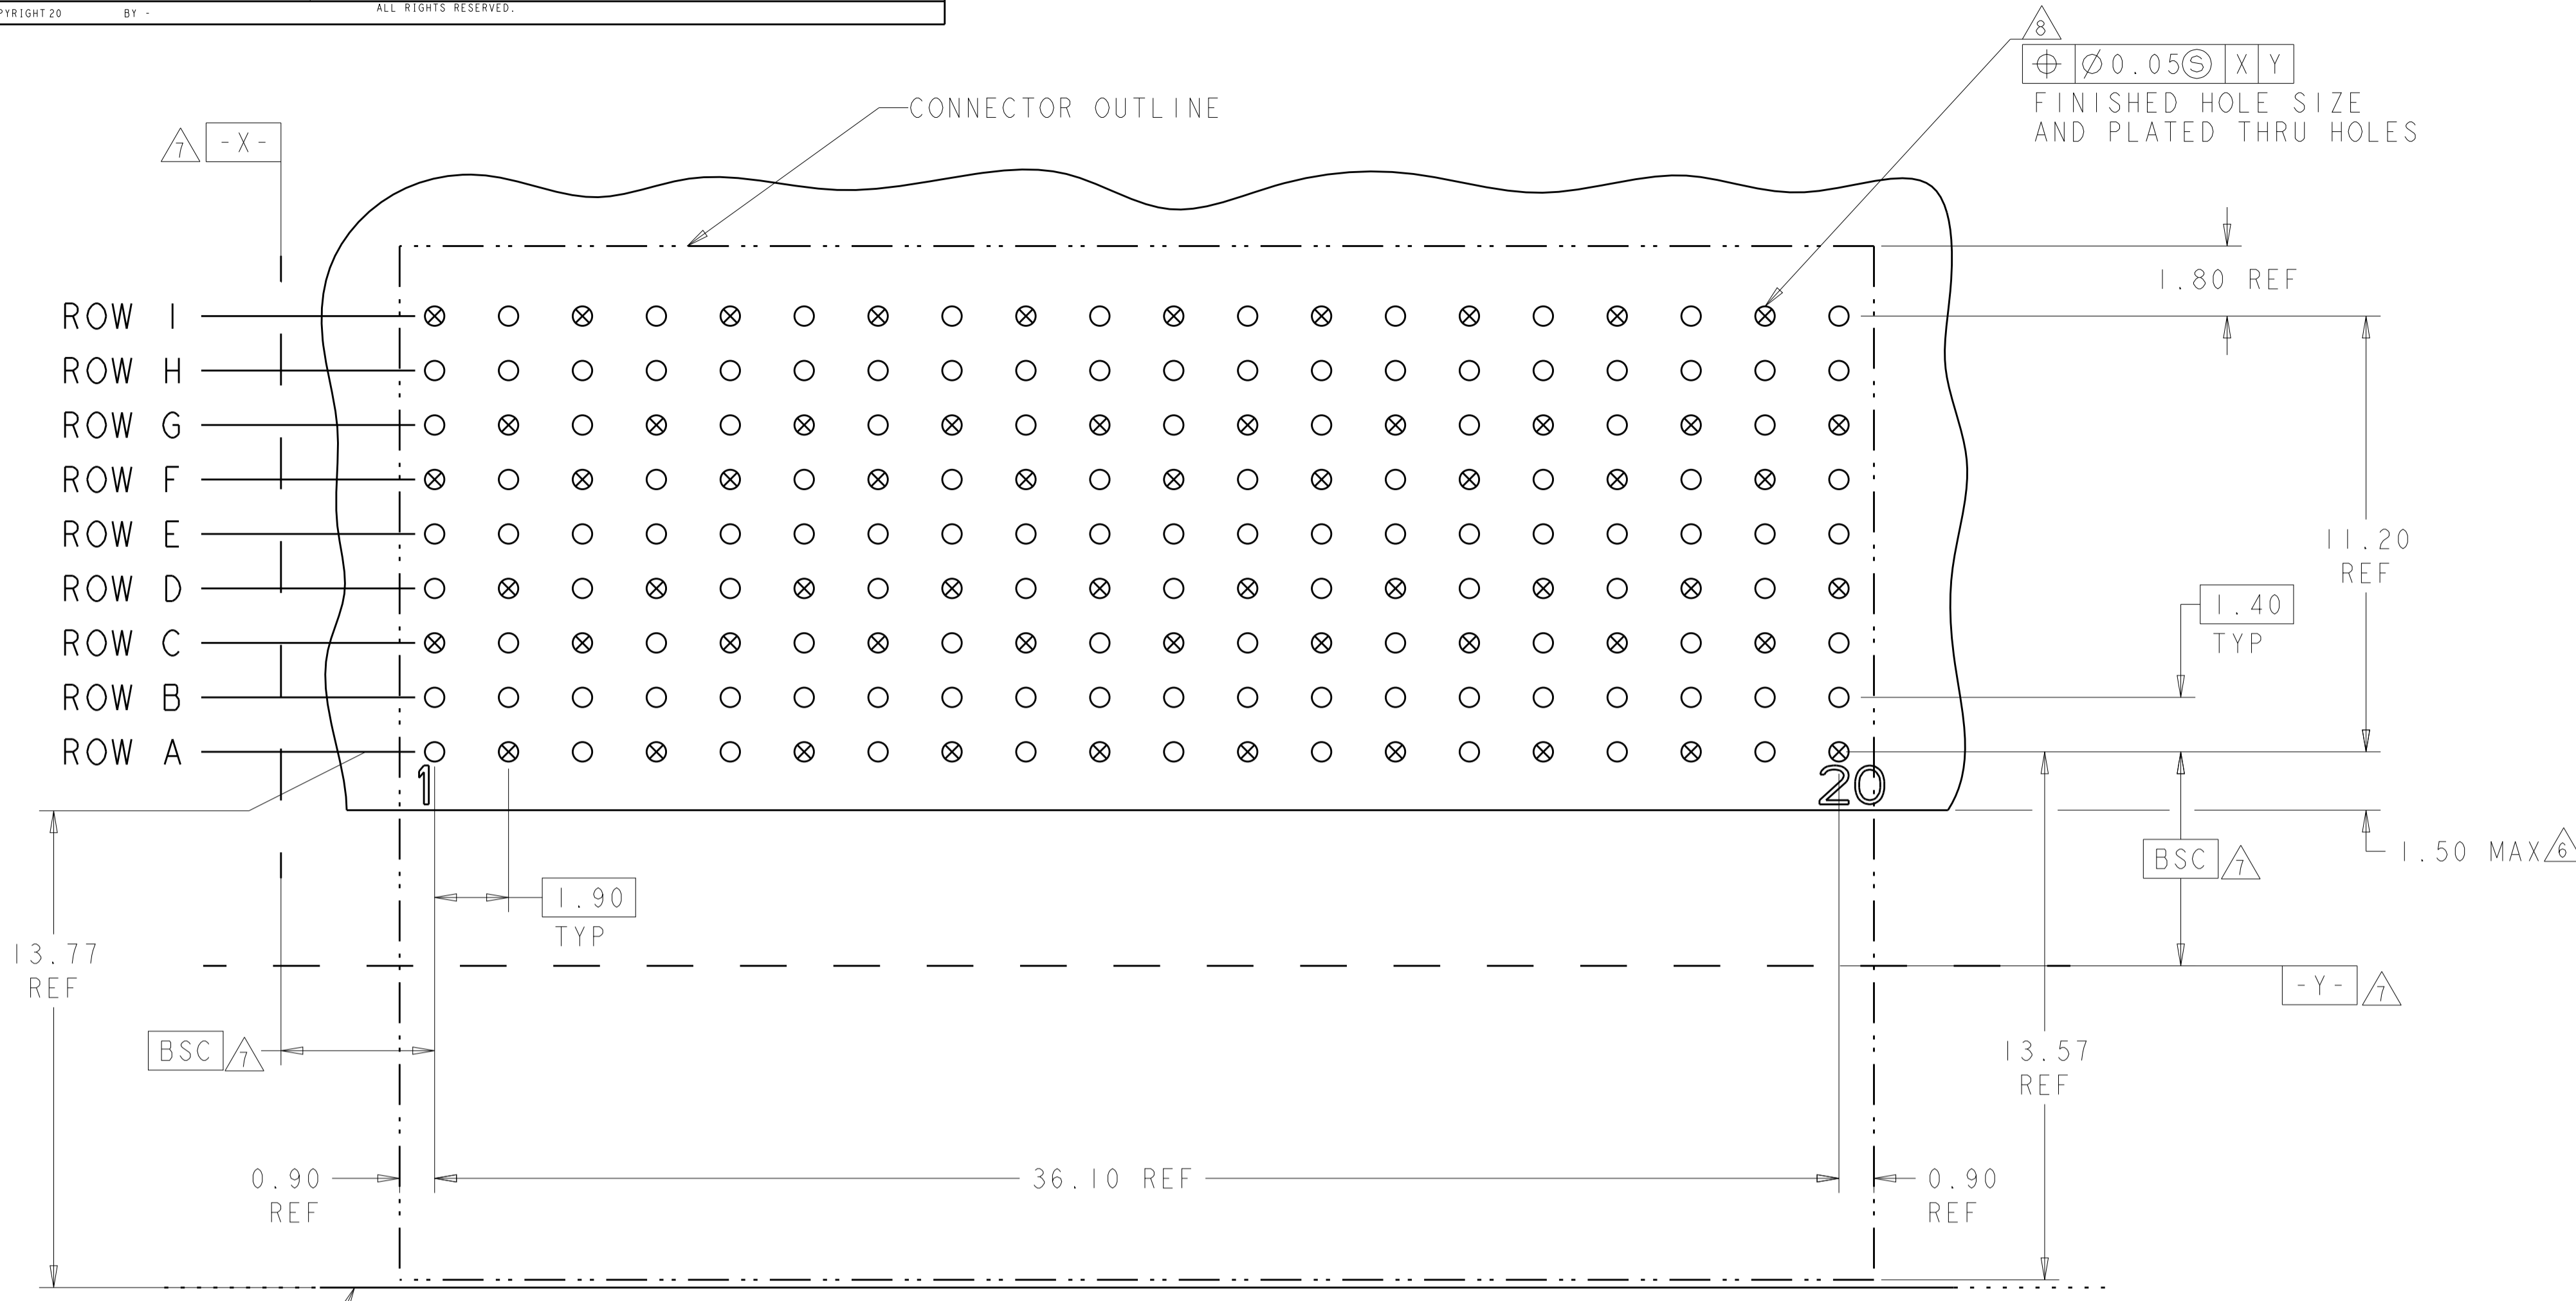 BY -
ALL RIGHTS RESERVED.
8
⌖ Ø0.05Ⓢ X Y
FINISHED HOLE SIZE
AND PLATED THRU HOLES
CONNECTOR OUTLINE
7 -X-
1.80 REF
ROW I
ROW H
ROW G
ROW F
ROW E
ROW D
ROW C
ROW B
ROW A
11.20
REF
1.40
TYP
1
20
1.50 MAX 6
BSC 7
1.90
TYP
13.77
REF
-Y- 7
BSC 7
13.57
REF
0.90
REF
36.10 REF
0.90
REF